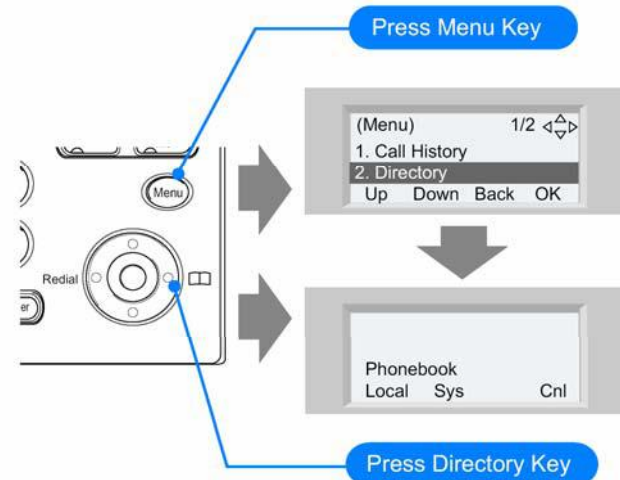 Press Menu Key
(Menu) 1/2
1. Call History
2. Directory
Up Down Back OK
Menu
Redial
er
Phonebook
Local Sys Cnl
Press Directory Key